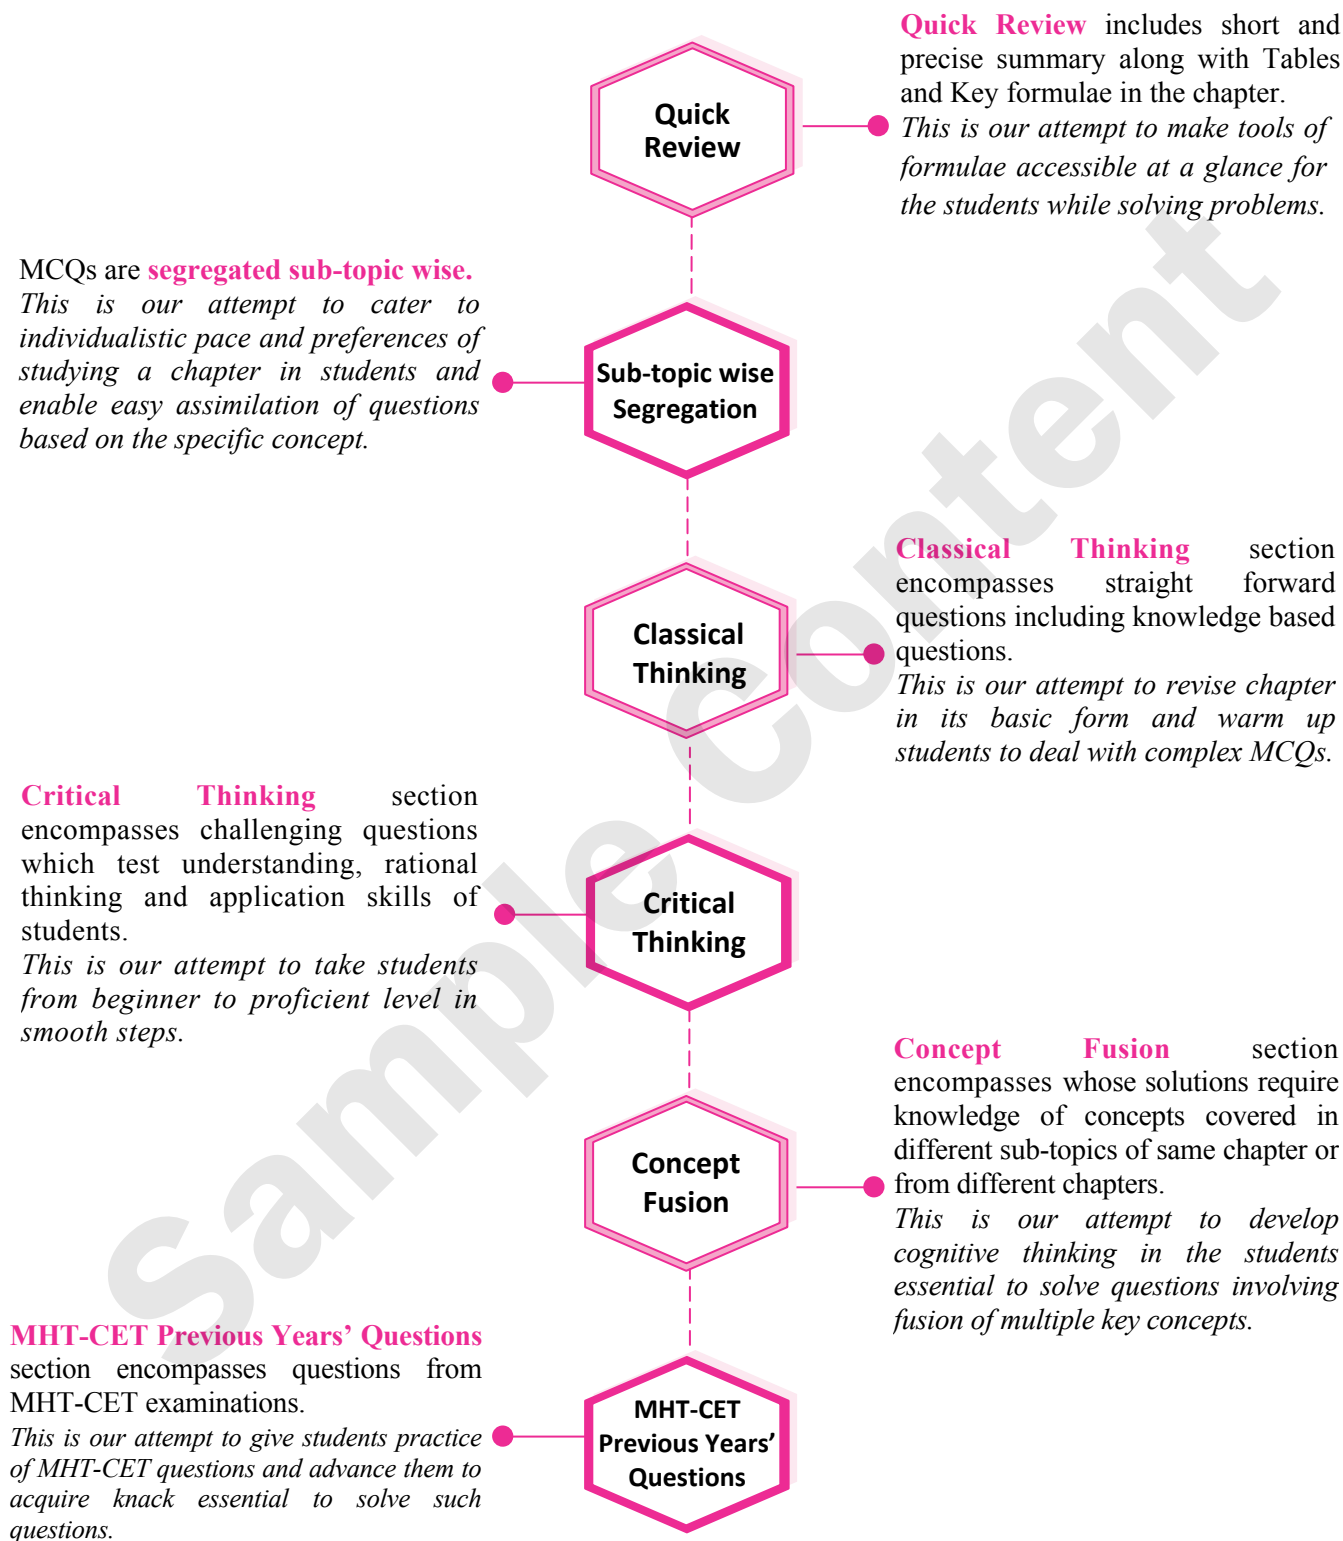 Quick Review includes short and
precise summary along with Tables
and Key formulae in the chapter.
This is our attempt to make tools of
formulae accessible at a glance for
the students while solving problems.
Quick
Review
MCQs are segregated sub-topic wise.
This is our attempt to cater to
individualistic pace and preferences of
studying a chapter in students and
enable easy assimilation of questions
based on the specific concept.
Sub-topic wise
Segregation
Classical Thinking section
encompasses straight forward
questions including knowledge based
questions.
This is our attempt to revise chapter
in its basic form and warm up
students to deal with complex MCQs.
Classical
Thinking
Critical Thinking section
encompasses challenging questions
which test understanding, rational
thinking and application skills of
students.
This is our attempt to take students
from beginner to proficient level in
smooth steps.
Critical
Thinking
Concept Fusion section
encompasses whose solutions require
knowledge of concepts covered in
different sub-topics of same chapter or
from different chapters.
This is our attempt to develop
cognitive thinking in the students
essential to solve questions involving
fusion of multiple key concepts.
Concept
Fusion
MHT-CET Previous Years’ Questions
section encompasses questions from
MHT-CET examinations.
This is our attempt to give students practice
of MHT-CET questions and advance them to
acquire knack essential to solve such
questions.
MHT-CET
Previous Years’
Questions
Sample Content